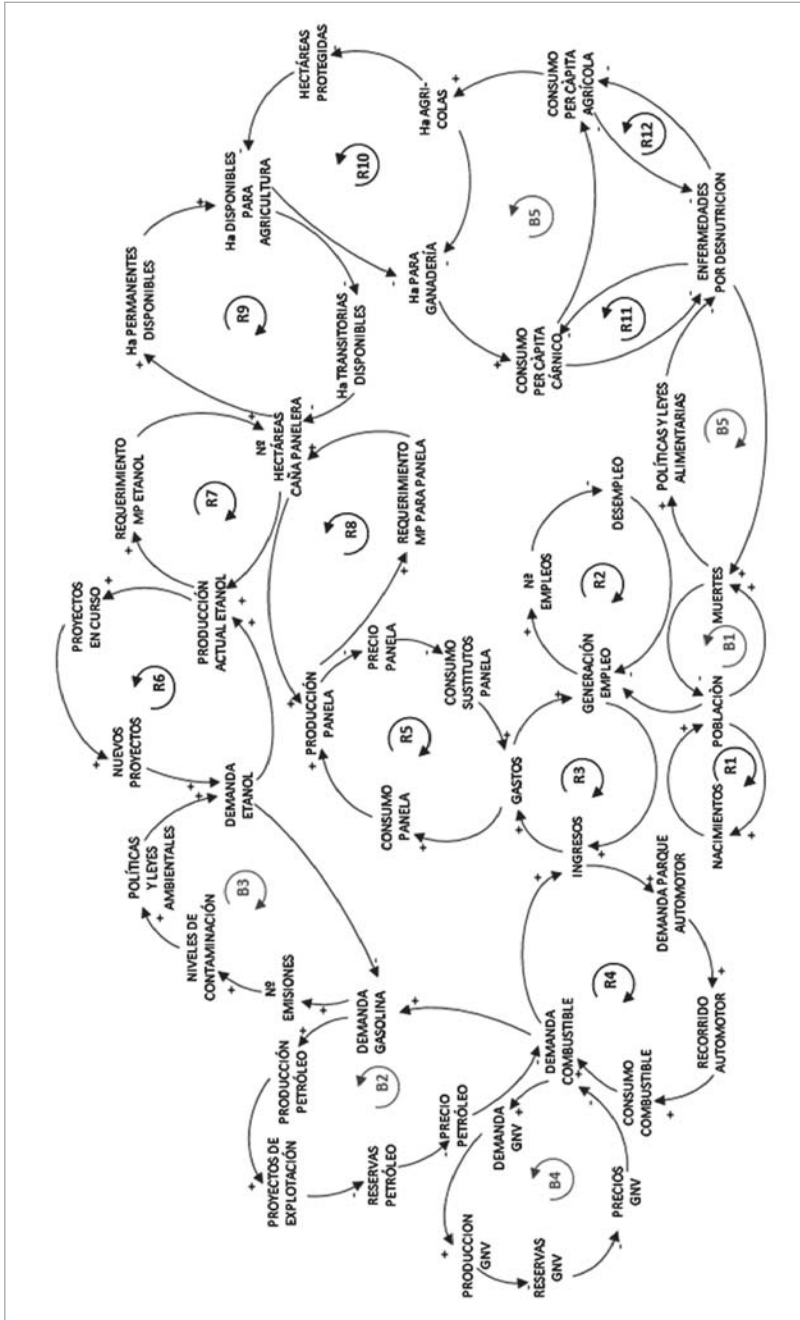 PROYECTOS
EN CURSO
NUEVOS
PROYECTOS
R6
REQUERIMIENTO
MP ETANOL
R7
PRODUCCIÓN
ACTUAL ETANOL
DEMANDA
ETANOL
POLÍTICAS
Y LEYES
AMBIENTALES
B3
NIVELES DE
CONTAMINACIÓN
Nº
EMISIONES
DEMANDA
GASOLINA
PRODUCCIÓN
PETRÓLEO
B2
PROYECTOS DE
EXPLOTACIÓN
RESERVAS
PETRÓLEO
PRECIO
PETRÓLEO
Ha PERMANENTES
DISPONIBLES
R9
Ha DISPONIBLES
PARA
AGRICULTURA
Ha TRANSITORIAS
DISPONIBLES
Nº
HECTÁREAS
CAÑA PANELERA
R8
REQUERIMIENTO
MP PARA PANELA
PRODUCCIÓN
PANELA
PRECIO
PANELA
CONSUMO
SUSTITUTOS
PANELA
R5
CONSUMO
PANELA
GASTOS
HECTÁREAS
PROTEGIDAS
R10
Ha AGRI-
COLAS
Ha PARA
GANADERÍA
B5
CONSUMO
PER CÀPITA
AGRÍCOLA
CONSUMO
PER CÀPITA
CÁRNICO
R12
R11
ENFERMEDADES
POR DESNUTRICION
POLÍTICAS Y LEYES
ALIMENTARIAS
B5
MUERTES
B1
POBLACIÒN
R1
NACIMIENTOS
Nª
EMPLEOS
R2
DESEMPLEO
GENERACIÓN
EMPLEO
R3
INGRESOS
DEMANDA PARQUE
AUTOMOTOR
R4
RECORRIDO
AUTOMOTOR
CONSUMO
COMBUSTIBLE
DEMANDA
COMBUSTIBLE
DEMANDA
GNV
B4
PRODUCCION
GNV
RESERVAS
GNV
PRECIOS
GNV